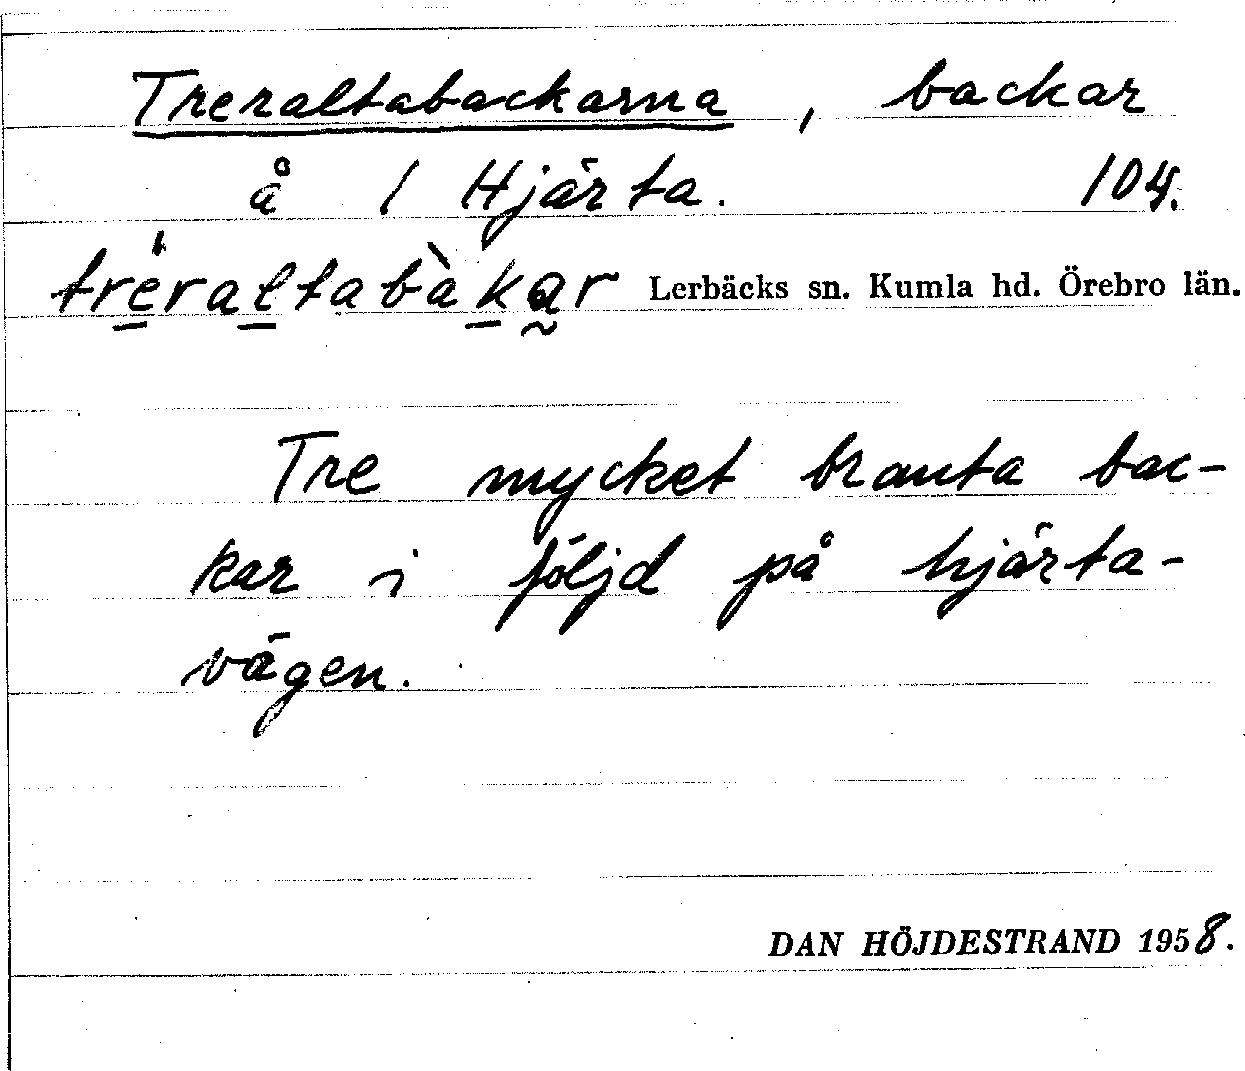 Treraltabackarna, backar
å 1 Hjärta. 104.
tréraltabàkar Lerbäcks sn. Kumla hd. Örebro län.
Tre mycket branta bac-
kar i följd på hjärta-
vägen.
DAN HÖJDESTRAND 1958.